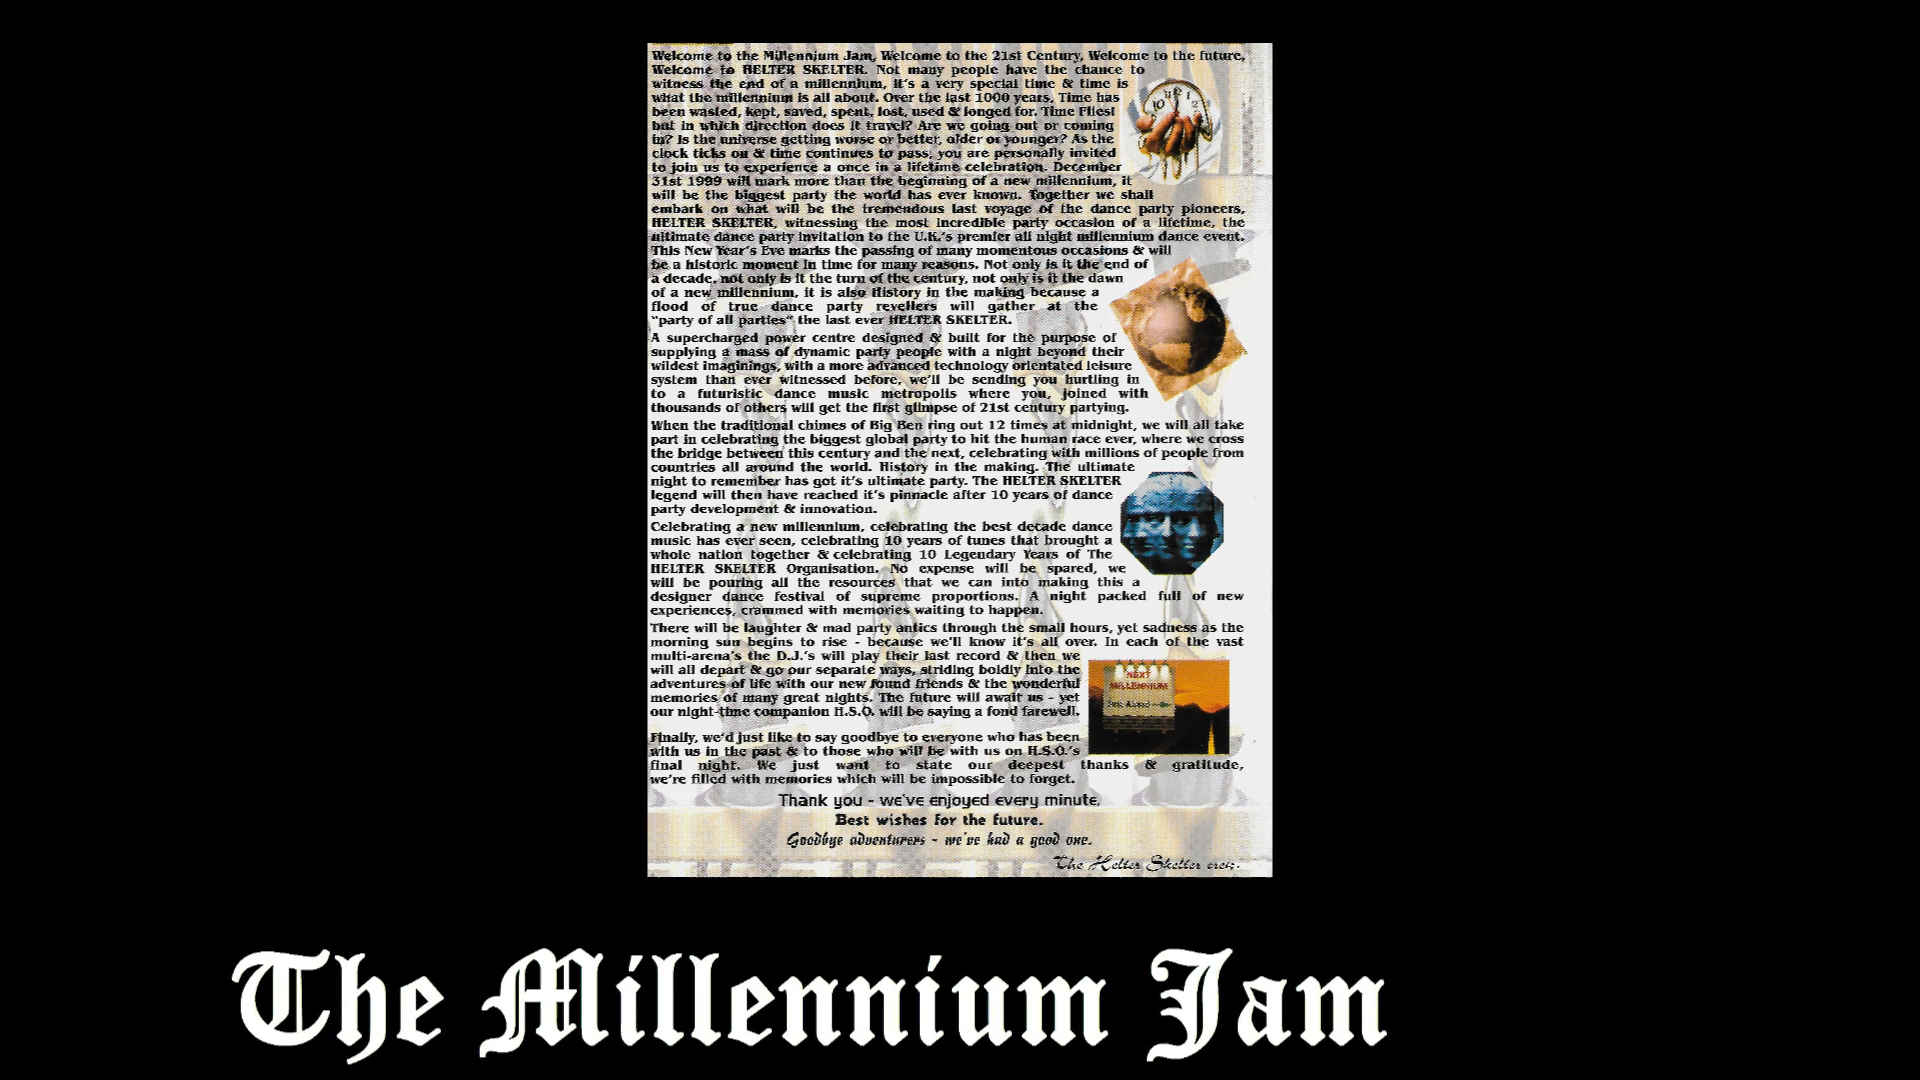 Welcome to the Millennium Jam, Welcome to the 21st Century, Welcome to the future,
Welcome to HELTER SKELTER. Not many people have the chance to
witness the end of a millennium, it's a very special time & time is
what the millennium is all about. Over the last 1000 years, Time has
been wasted, kept, saved, spent, lost, used & longed for. Time Flies!
but in which direction does it travel? Are we going out or coming
in? Is the universe getting worse or better, older or younger? As the
clock ticks on & time continues to pass, you are personally invited
to join us to experience a once in a lifetime celebration. December
31st 1999 will mark more than the beginning of a new millennium, it
will be the biggest party the world has ever known. Together we shall
embark on what will be the tremendous last voyage of the dance party pioneers,
HELTER SKELTER, witnessing the most incredible party occasion of a lifetime, the
ultimate dance party invitation to the U.K.'s premier all night millennium dance event.
This New Year's Eve marks the passing of many momentous occasions & will
be a historic moment in time for many reasons. Not only is it the end of
a decade, not only is it the turn of the century, not only is it the dawn
of a new millennium, it is also History in the making because a
flood of true dance party revellers will gather at the
"party of all parties" the last ever HELTER SKELTER.
A supercharged power centre designed & built for the purpose of
supplying a mass of dynamic party people with a night beyond their
wildest imaginings, with a more advanced technology orientated leisure
system than ever witnessed before, we'll be sending you hurtling in
to a futuristic dance music metropolis where you, joined with
thousands of others will get the first glimpse of 21st century partying.
When the traditional chimes of Big Ben ring out 12 times at midnight, we will all take
part in celebrating the biggest global party to hit the human race ever, where we cross
the bridge between this century and the next, celebrating with millions of people from
countries all around the world. History in the making. The ultimate
night to remember has got it's ultimate party. The HELTER SKELTER
legend will then have reached it's pinnacle after 10 years of dance
party development & innovation.
Celebrating a new millennium, celebrating the best decade dance
music has ever seen, celebrating 10 years of tunes that brought a
whole nation together & celebrating 10 Legendary Years of The
HELTER SKELTER Organisation. No expense will be spared, we
will be pouring all the resources that we can into making this a
designer dance festival of supreme proportions. A night packed full of new
experiences, crammed with memories waiting to happen.
There will be laughter & mad party antics through the small hours, yet sadness as the
morning sun begins to rise - because we'll know it's all over. In each of the vast
multi-arena's the D.J.'s will play their last record & then we
will all depart & go our separate ways, striding boldly into the
adventures of life with our new found friends & the wonderful
memories of many great nights. The future will await us - yet
our night-time companion H.S.O. will be saying a fond farewell.
NEXT
MILLENNIUM
Finally, we'd just like to say goodbye to everyone who has been
with us in the past & to those who will be with us on H.S.O.'s
final night. We just want to state our deepest thanks & gratitude,
we're filled with memories which will be impossible to forget.
Thank you - we've enjoyed every minute.
Best wishes for the future.
Goodbye adventurers - we've had a good one.
The Helter Skelter crew.
The Millennium Jam